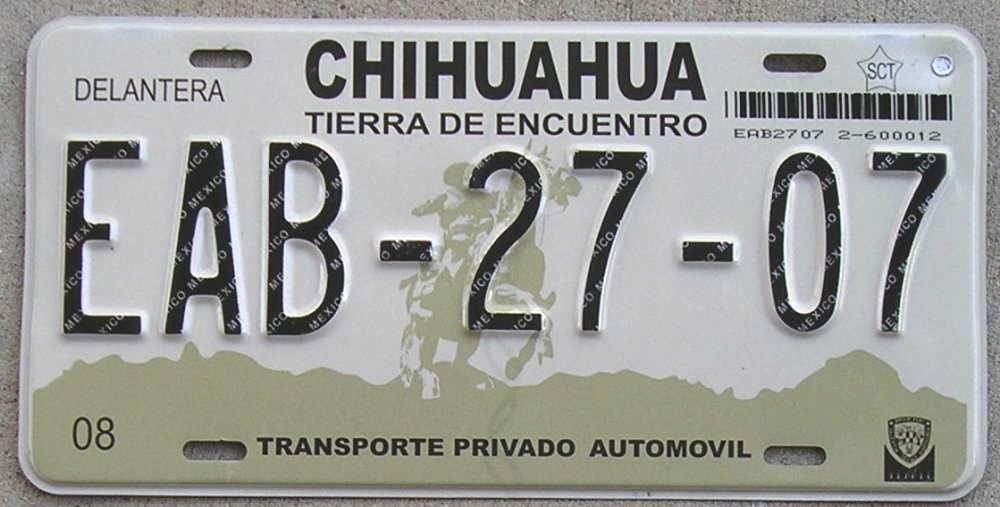 CHIHUAHUA
SCT
DELANTERA
TIERRA DE ENCUENTRO
EAB2707 2-600012
EAB-27-07
08
TRANSPORTE PRIVADO AUTOMOVIL